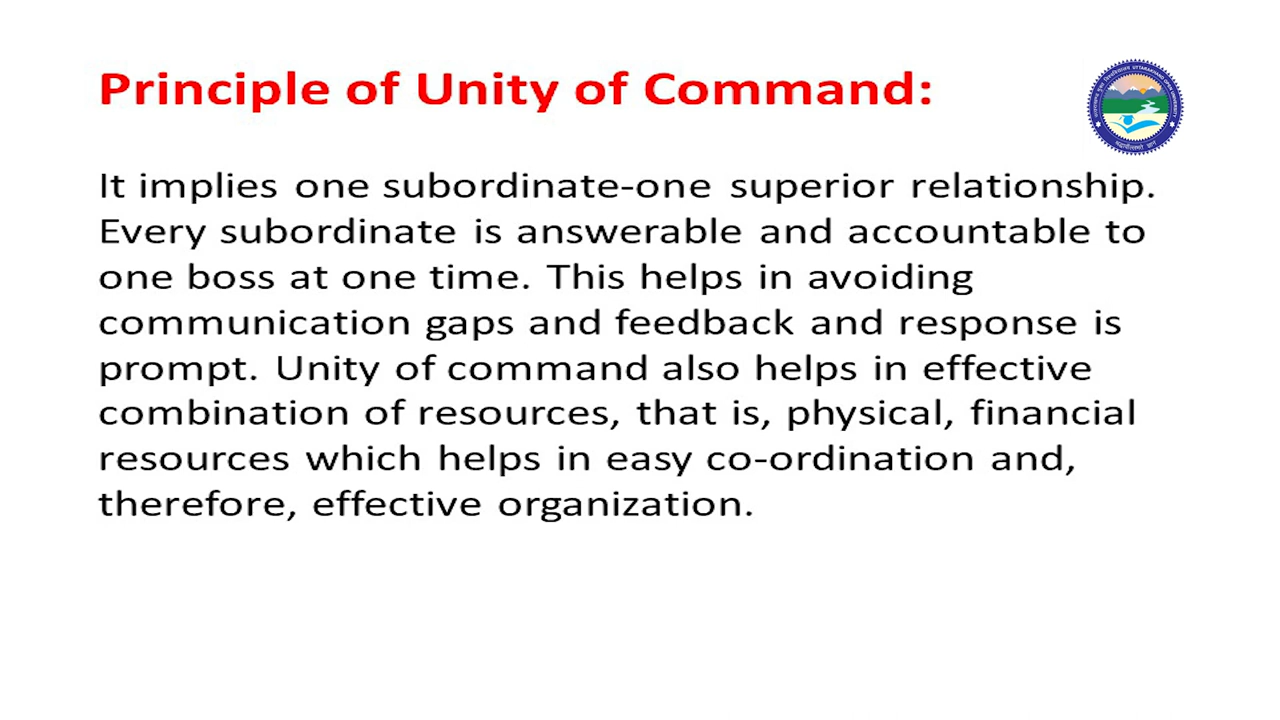 Principle of Unity of Command:
It implies one subordinate-one superior relationship.
Every subordinate is answerable and accountable to
one boss at one time. This helps in avoiding
communication gaps and feedback and response is
prompt. Unity of command also helps in effective
combination of resources, that is, physical, financial
resources which helps in easy co-ordination and,
therefore, effective organization.